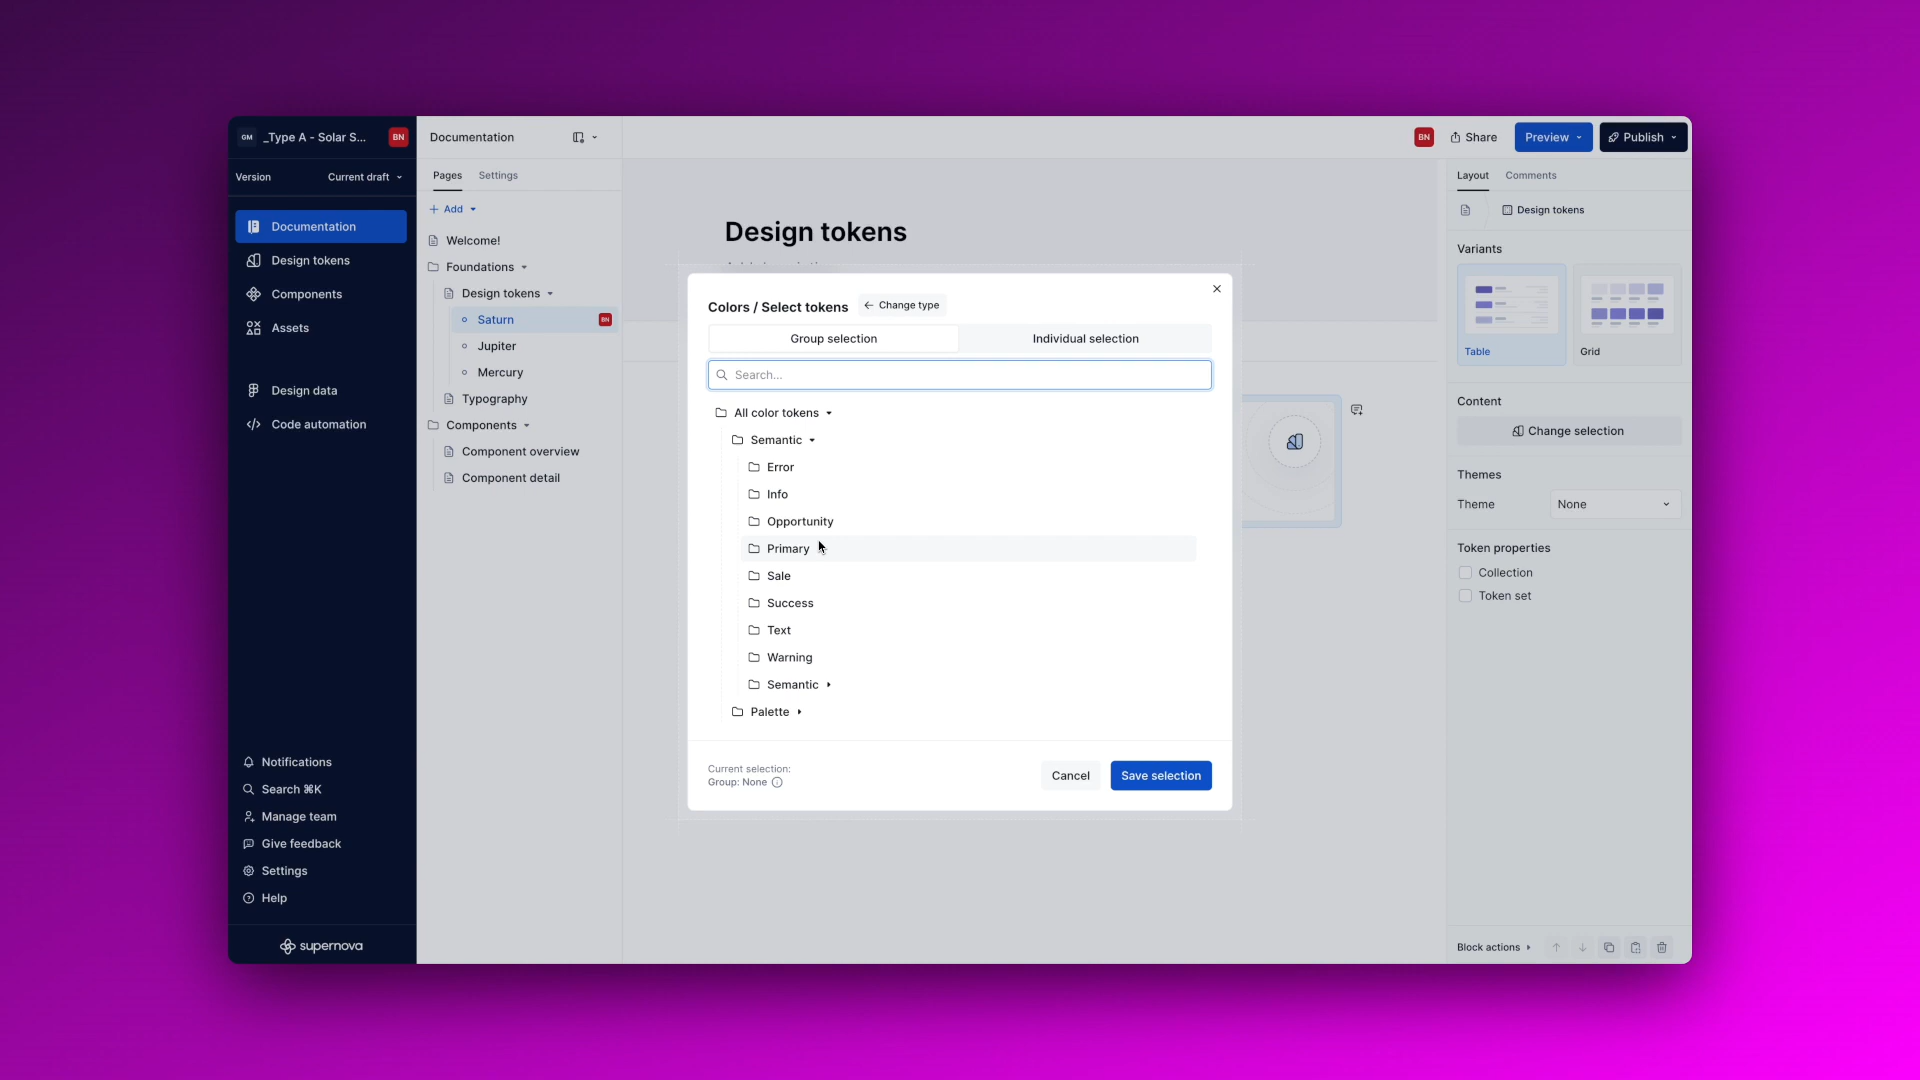 GM
_Type A - Solar S...
BN
Version
Current draft
Documentation
Design tokens
Components
Assets
Design data
Code automation
Notifications
Search ⌘K
Manage team
Give feedback
Settings
Help
supernova
Documentation
Pages
Settings
Add
Welcome!
Foundations
Design tokens
Saturn
BN
Jupiter
Mercury
Typography
Components
Component overview
Component detail
BN
Share
Preview
Publish
Design tokens
Colors / Select tokens
Change type
Group selection
Individual selection
Search...
All color tokens
Semantic
Error
Info
Opportunity
Primary
Sale
Success
Text
Warning
Semantic
Palette
Current selection:
Group: None
Cancel
Save selection
Layout
Comments
Design tokens
Variants
Table
Grid
Content
Change selection
Themes
Theme
None
Token properties
Collection
Token set
Block actions